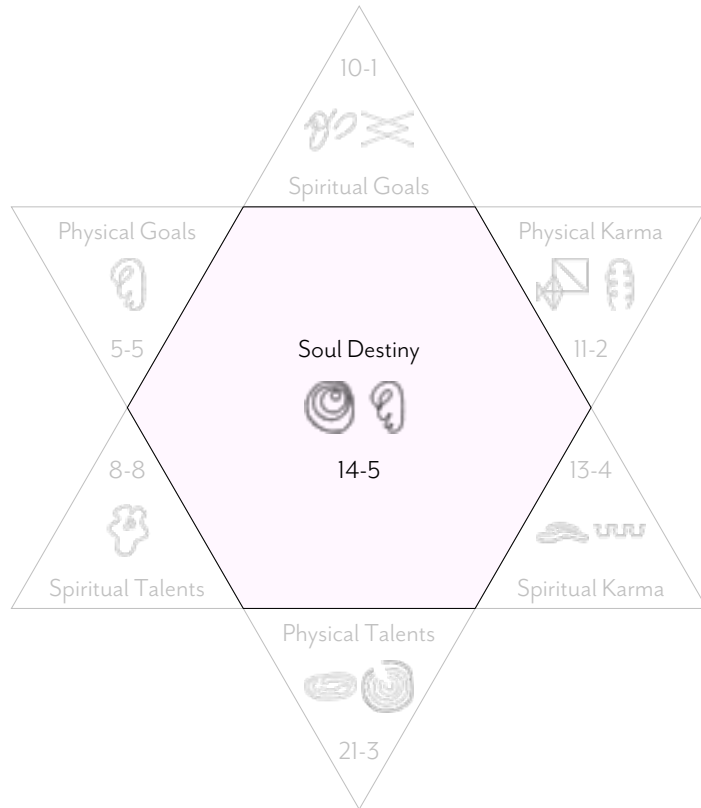 10-1
Spiritual Goals
Physical Goals
5-5
Physical Karma
11-2
Soul Destiny
14-5
8-8
Spiritual Talents
13-4
Spiritual Karma
Physical Talents
21-3